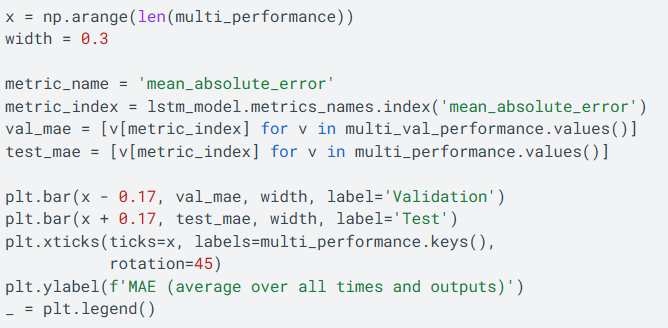 x = np.arange(len(multi_performance))
width = 0.3

metric_name = 'mean_absolute_error'
metric_index = lstm_model.metrics_names.index('mean_absolute_error')
val_mae = [v[metric_index] for v in multi_val_performance.values()]
test_mae = [v[metric_index] for v in multi_performance.values()]

plt.bar(x - 0.17, val_mae, width, label='Validation')
plt.bar(x + 0.17, test_mae, width, label='Test')
plt.xticks(ticks=x, labels=multi_performance.keys(),
           rotation=45)
plt.ylabel(f'MAE (average over all times and outputs)')
_ = plt.legend()